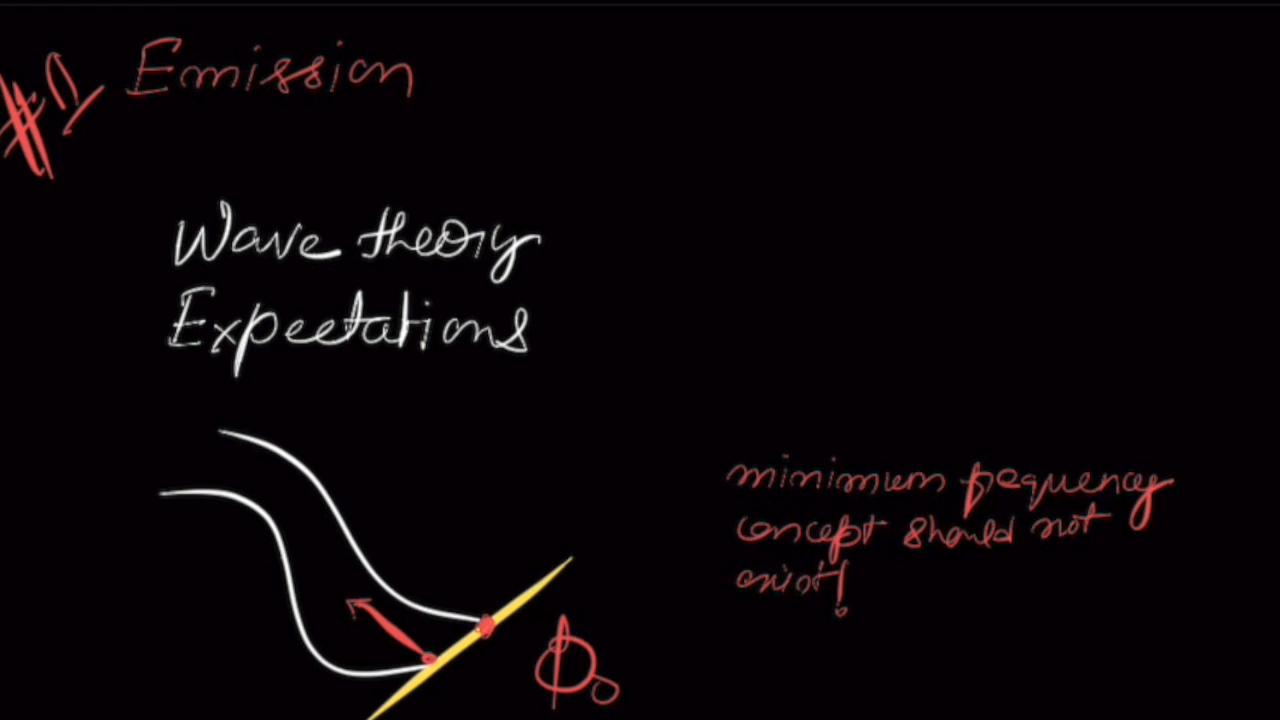 #1 Emission
Wave theory
Expectations
minimum frequency
concept should not
exist!
ϕ₀